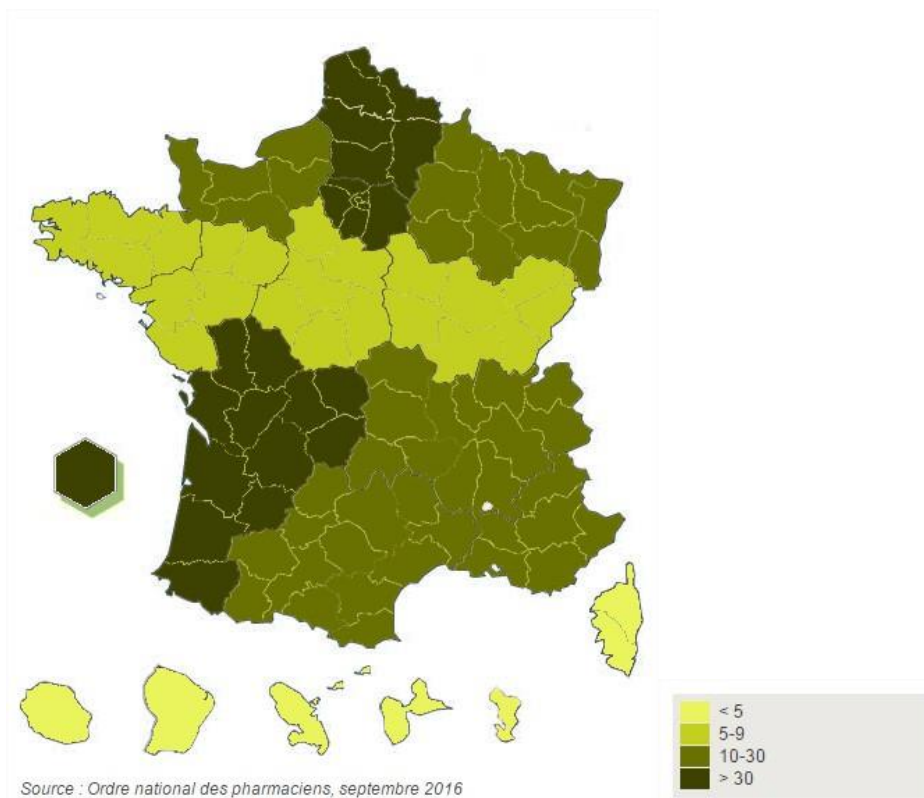 < 5
5-9
10-30
> 30
Source : Ordre national des pharmaciens, septembre 2016